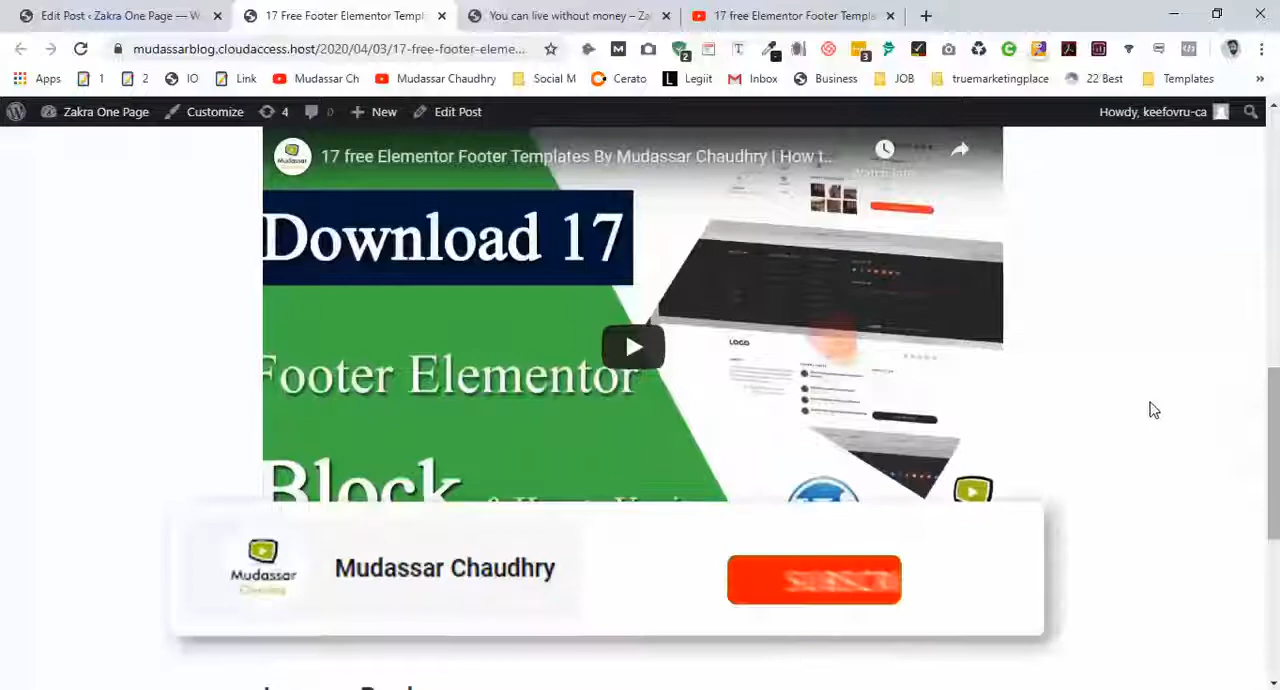 Edit Post ‹ Zakra One Page — W
17 Free Footer Elementor Templ
You can live without money – Za
17 free Elementor Footer Templa
mudassarblog.cloudaccess.host/2020/04/03/17-free-footer-eleme...
2
3
Apps
1
2
IO
Link
Mudassar Ch
Mudassar Chaudhry
Social M
Cerato
Legiit
Inbox
Business
JOB
truemarketingplace
22 Best
Templates
»
Zakra One Page
Customize
4
0
New
Edit Post
Howdy, keefovru-ca
17 free Elementor Footer Templates By Mudassar Chaudhry | How t...
Watch later
Download 17
Footer Elementor
Block
LOGO
Mudassar
Mudassar Chaudhry